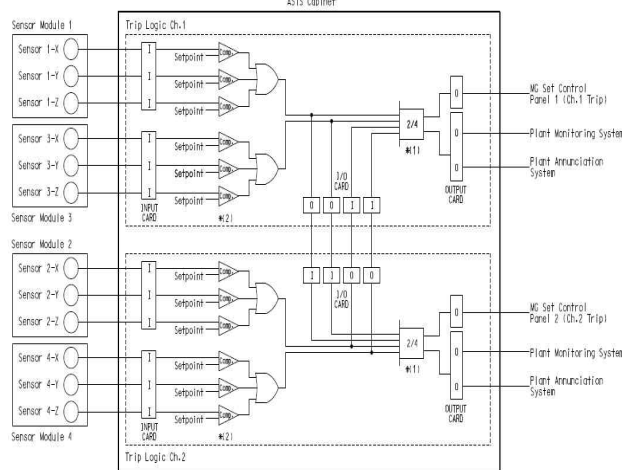 ASTS Cabinet
Sensor Module 1
Trip Logic Ch.1
Sensor 1-X
I
Setpoint
Comp.
Sensor 1-Y
I
Setpoint
Comp.
Sensor 1-Z
I
Setpoint
Comp.
O
MG Set Control
Panel 1 (Ch.1 Trip)
2/4
*(1)
O
Plant Monitoring System
O
Plant Annunciation
System
OUTPUT
CARD
Sensor 3-X
I
Setpoint
Comp.
Sensor 3-Y
I
Setpoint
Comp.
Sensor 3-Z
I
Setpoint
Comp.
Sensor Module 3
INPUT
CARD
*(2)
I/O
CARD
O
O
I
I
Sensor Module 2
Trip Logic Ch.2
I
I
O
O
I/O
CARD
Sensor 2-X
I
Setpoint
Comp.
Sensor 2-Y
I
Setpoint
Comp.
Sensor 2-Z
I
Setpoint
Comp.
O
MG Set Control
Panel 2 (Ch.2 Trip)
2/4
*(1)
O
Plant Monitoring System
O
Plant Annunciation
System
OUTPUT
CARD
Sensor 4-X
I
Setpoint
Comp.
Sensor 4-Y
I
Setpoint
Comp.
Sensor 4-Z
I
Setpoint
Comp.
Sensor Module 4
INPUT
CARD
*(2)